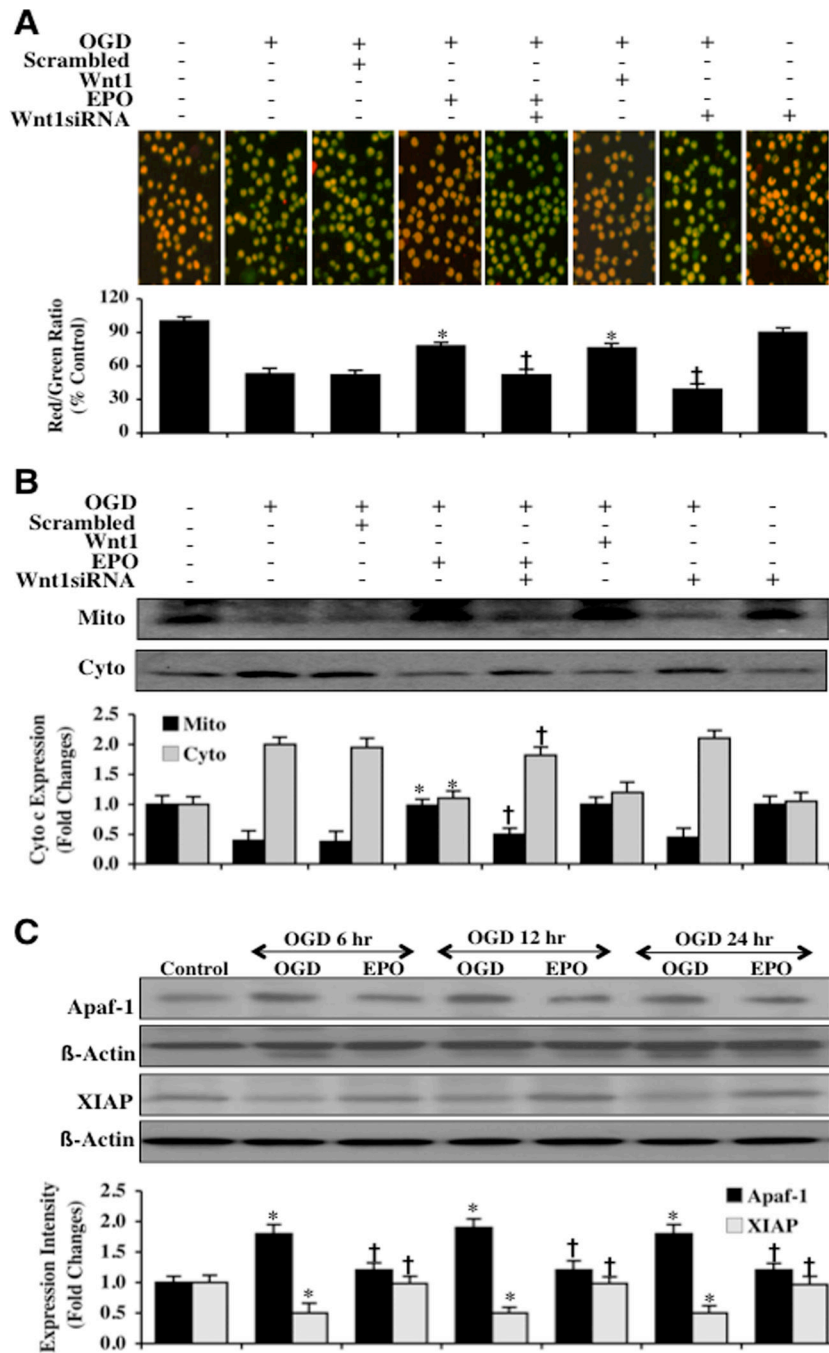 A
OGD - + + + + + + -
Scrambled - - + - - - - -
Wnt1 - - - - - + - -
EPO - - - + + - - -
Wnt1siRNA - - - - + - + +
120
90
60
30
0
Red/Green Ratio
(% Control)
* † * †
B
OGD - + + + + + + -
Scrambled - - + - - - - -
Wnt1 - - - - - + - -
EPO - - - + + - - -
Wnt1siRNA - - - - + - + +
Mito
Cyto
2.5
2.0
1.5
1.0
0.5
0.0
Cyto c Expression
(Fold Changes)
Mito
Cyto
* * † †
C
OGD 6 hr OGD 12 hr OGD 24 hr
Control OGD EPO OGD EPO OGD EPO
Apaf-1
ß-Actin
XIAP
ß-Actin
2.5
2.0
1.5
1.0
0.5
0.0
Expression Intensity
(Fold Changes)
Apaf-1
XIAP
* * † † * * † † * * † †